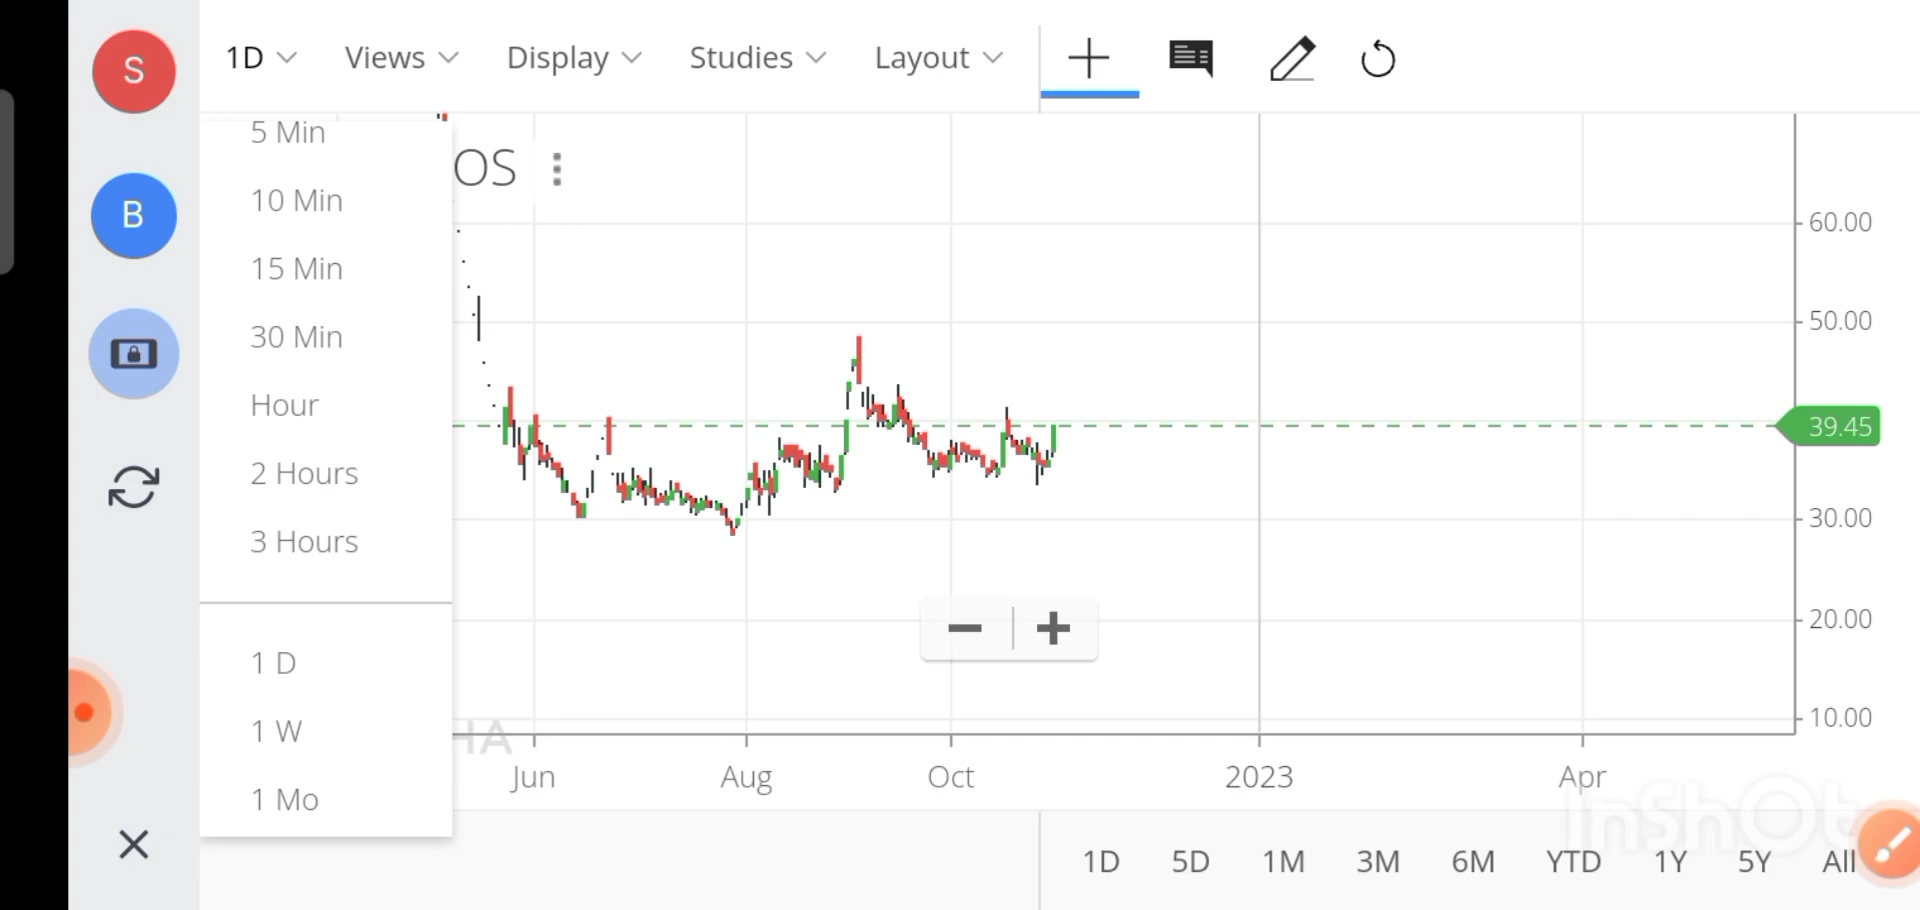 S
1D Views Display Studies Layout
B
5 Min
10 Min
15 Min
30 Min
Hour
2 Hours
3 Hours
1 D
1 W
1 Mo
OS
60.00
50.00
39.45
30.00
20.00
10.00
HA
Jun Aug Oct 2023 Apr
InShOt
1D 5D 1M 3M 6M YTD 1Y 5Y All